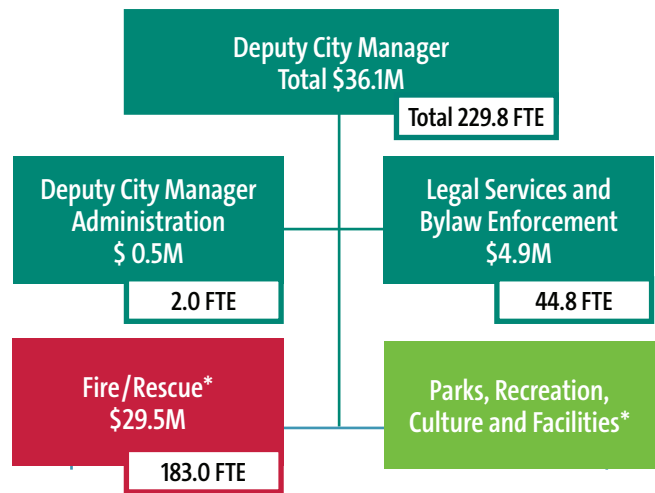 Deputy City Manager
Total $36.1M
Total 229.8 FTE
Deputy City Manager
Administration
$ 0.5M
2.0 FTE
Legal Services and
Bylaw Enforcement
$4.9M
44.8 FTE
Fire/Rescue*
$29.5M
183.0 FTE
Parks, Recreation,
Culture and Facilities*